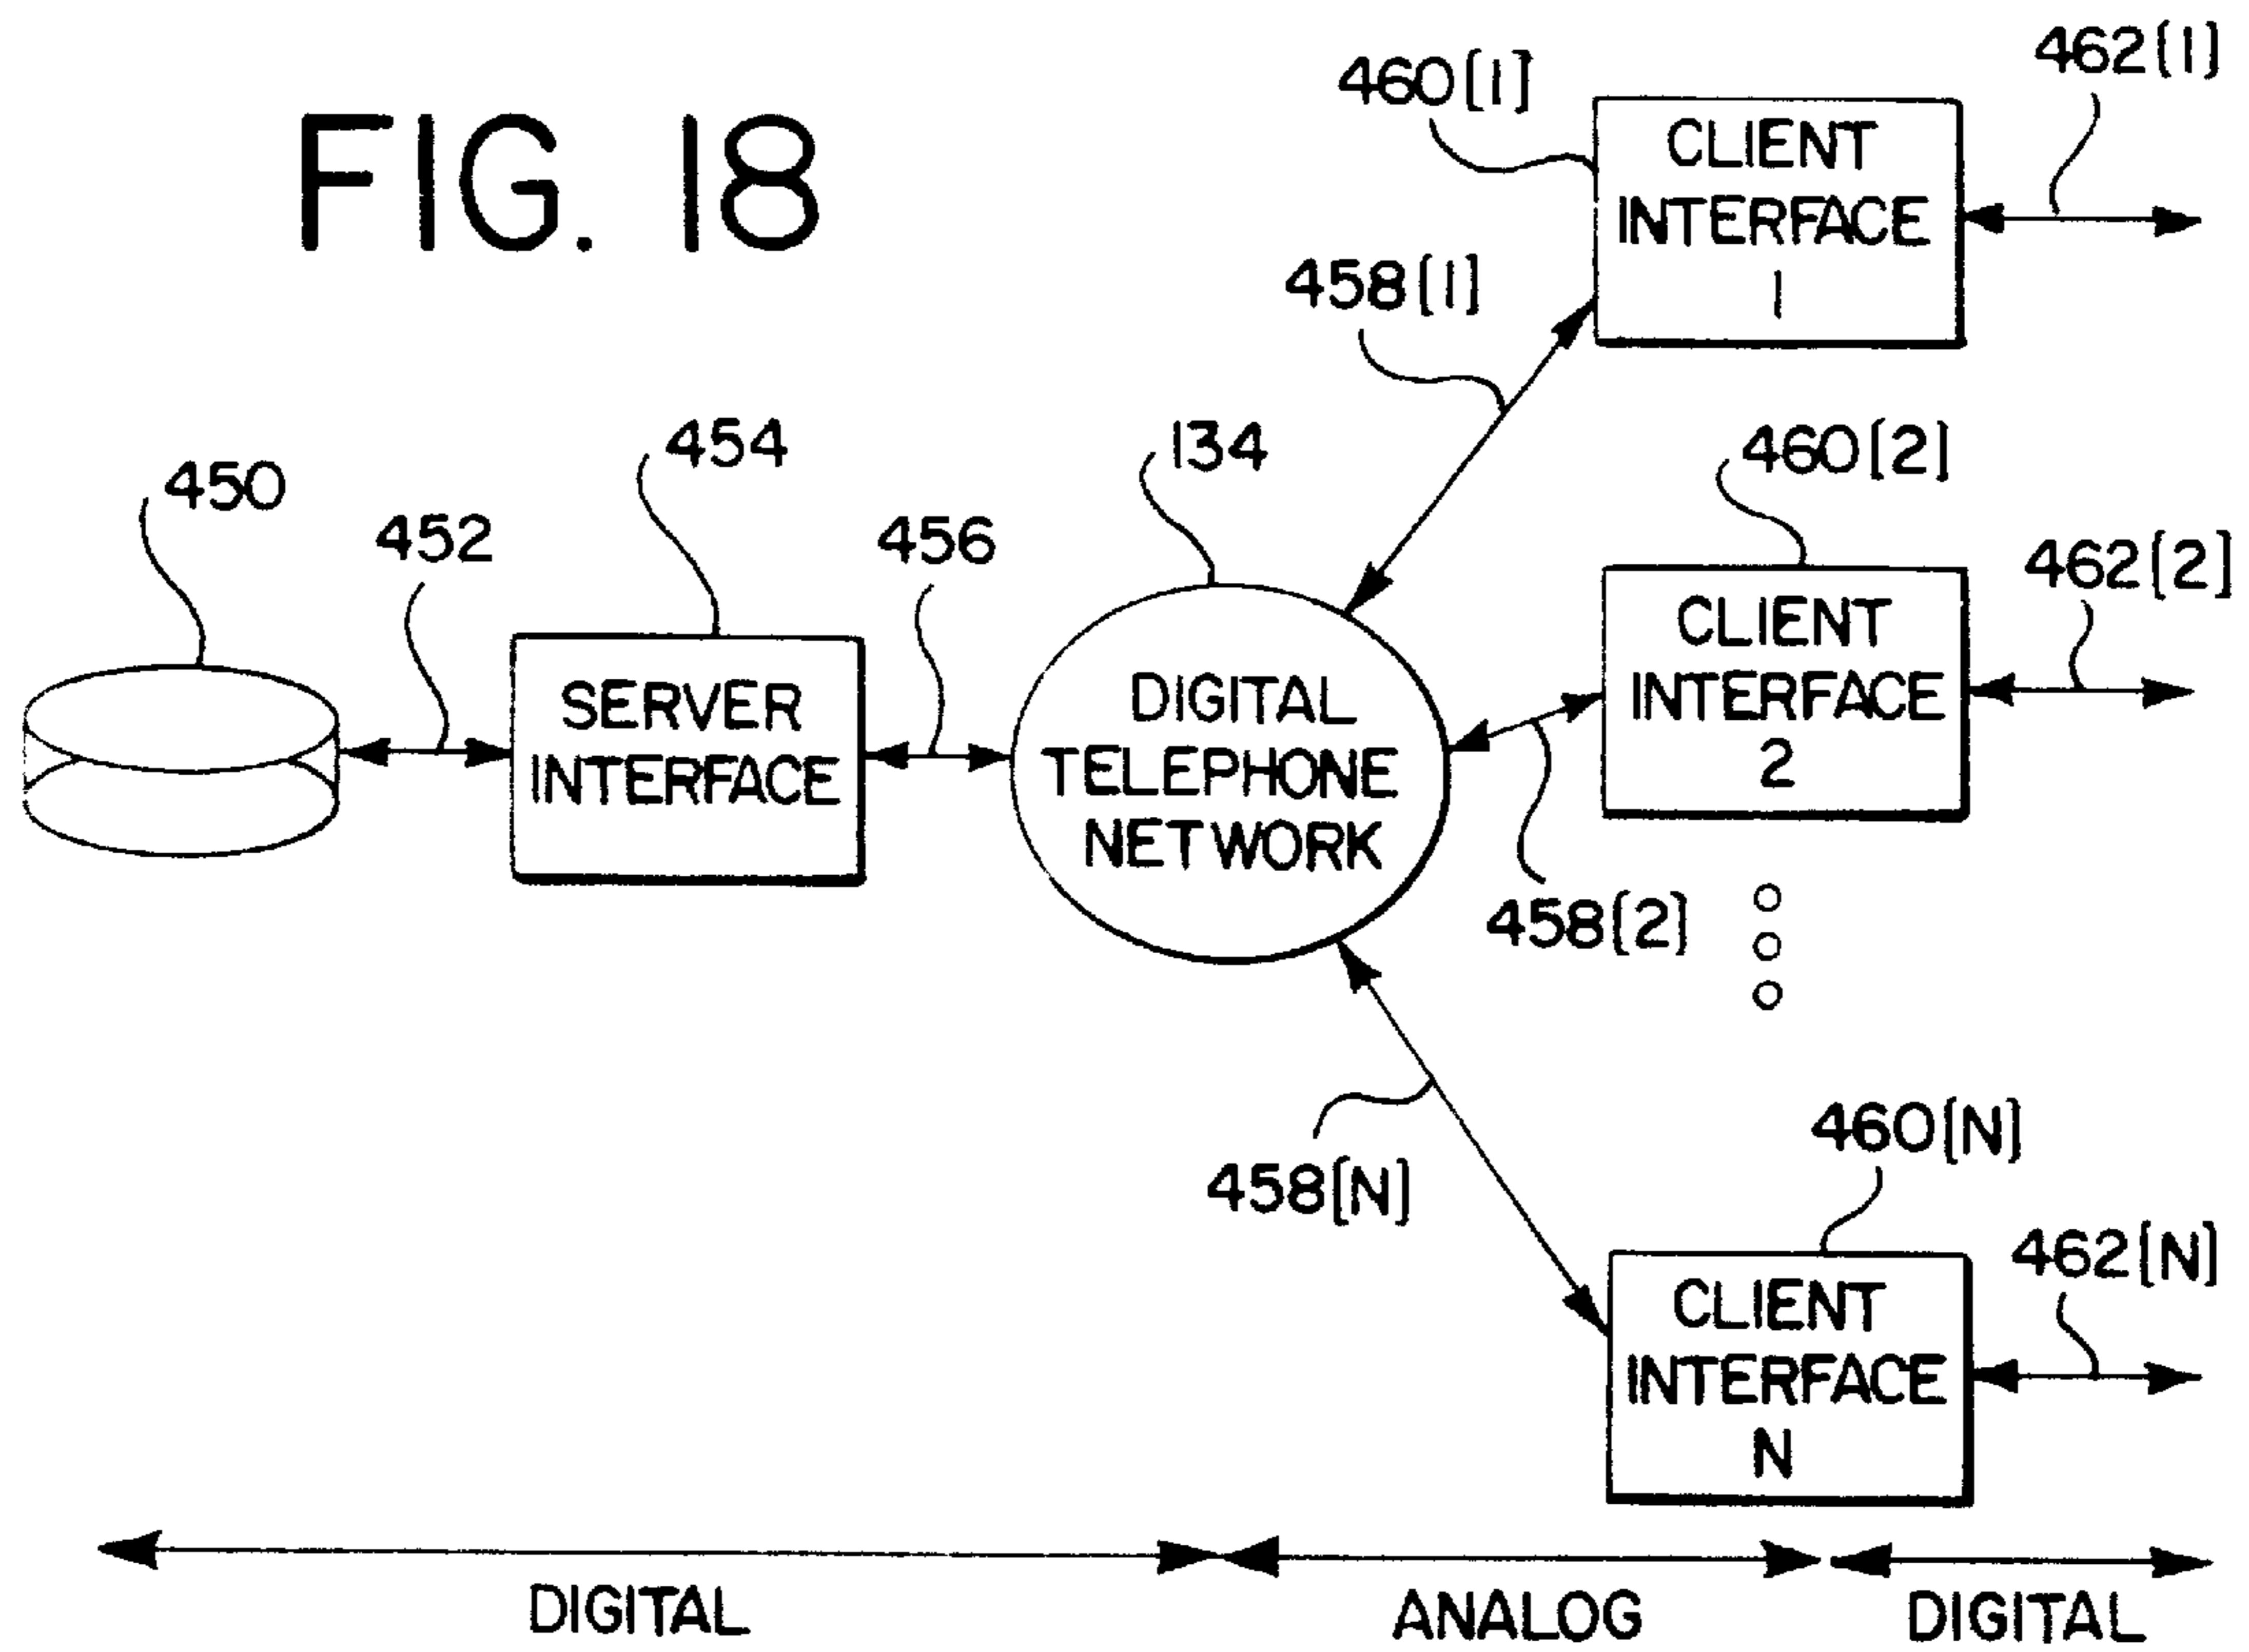 FIG. 18
460[1]
462[1]
CLIENT
INTERFACE
1
458[1]
134
454
450
452
456
460[2]
462[2]
CLIENT
INTERFACE
2
SERVER
INTERFACE
DIGITAL
TELEPHONE
NETWORK
458[2]
458[N]
460[N]
462[N]
CLIENT
INTERFACE
N
DIGITAL
ANALOG
DIGITAL